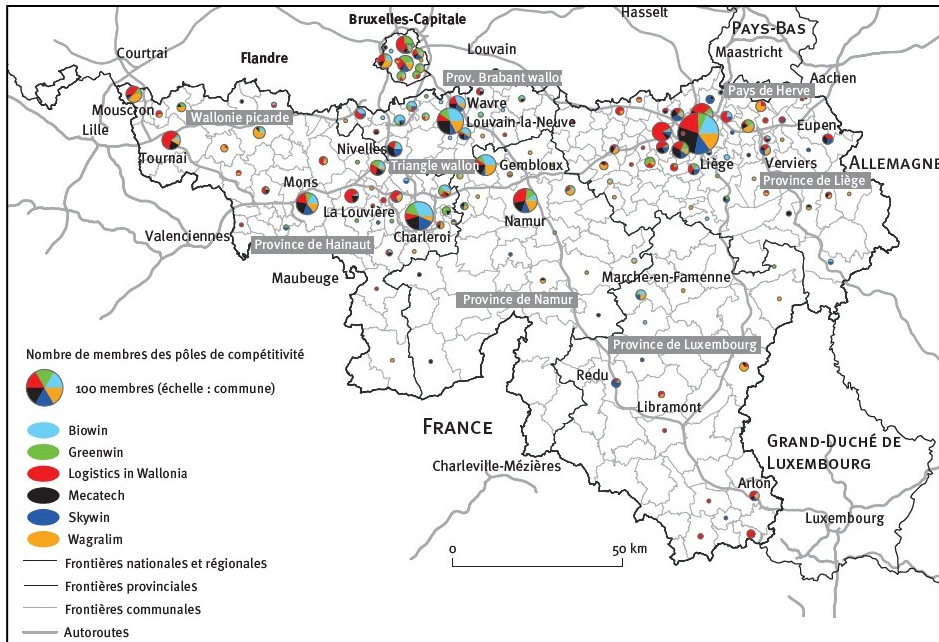 Bruxelles-Capitale
Hasselt
PAYS-BAS
Courtrai
Flandre
Louvain
Maastricht
Prov. Brabant wallo
Aachen
Pays de Herve
Mouscron
Wallonie picarde
Wavre
Louvain-la-Neuve
Eupen
Lille
Tournai
Nivelles
Triangle wallon
Gembloux
Liège
Verviers
ALLEMAGNE
Province de Liège
Mons
La Louvière
Namur
Charleroi
Valenciennes
Province de Hainaut
Maubeuge
Marche-en-Famenne
Province de Namur
Province de Luxembourg
Nombre de membres des pôles de compétitivité
100 membres (échelle : commune)
Redu
Libramont
FRANCE
Biowin
Greenwin
Logistics in Wallonia
Mecatech
Skywin
Wagralim
GRAND-DUCHÉ DE
LUXEMBOURG
Charleville-Mézières
Arlon
Luxembourg
0 50 km
Frontières nationales et régionales
Frontières provinciales
Frontières communales
Autoroutes